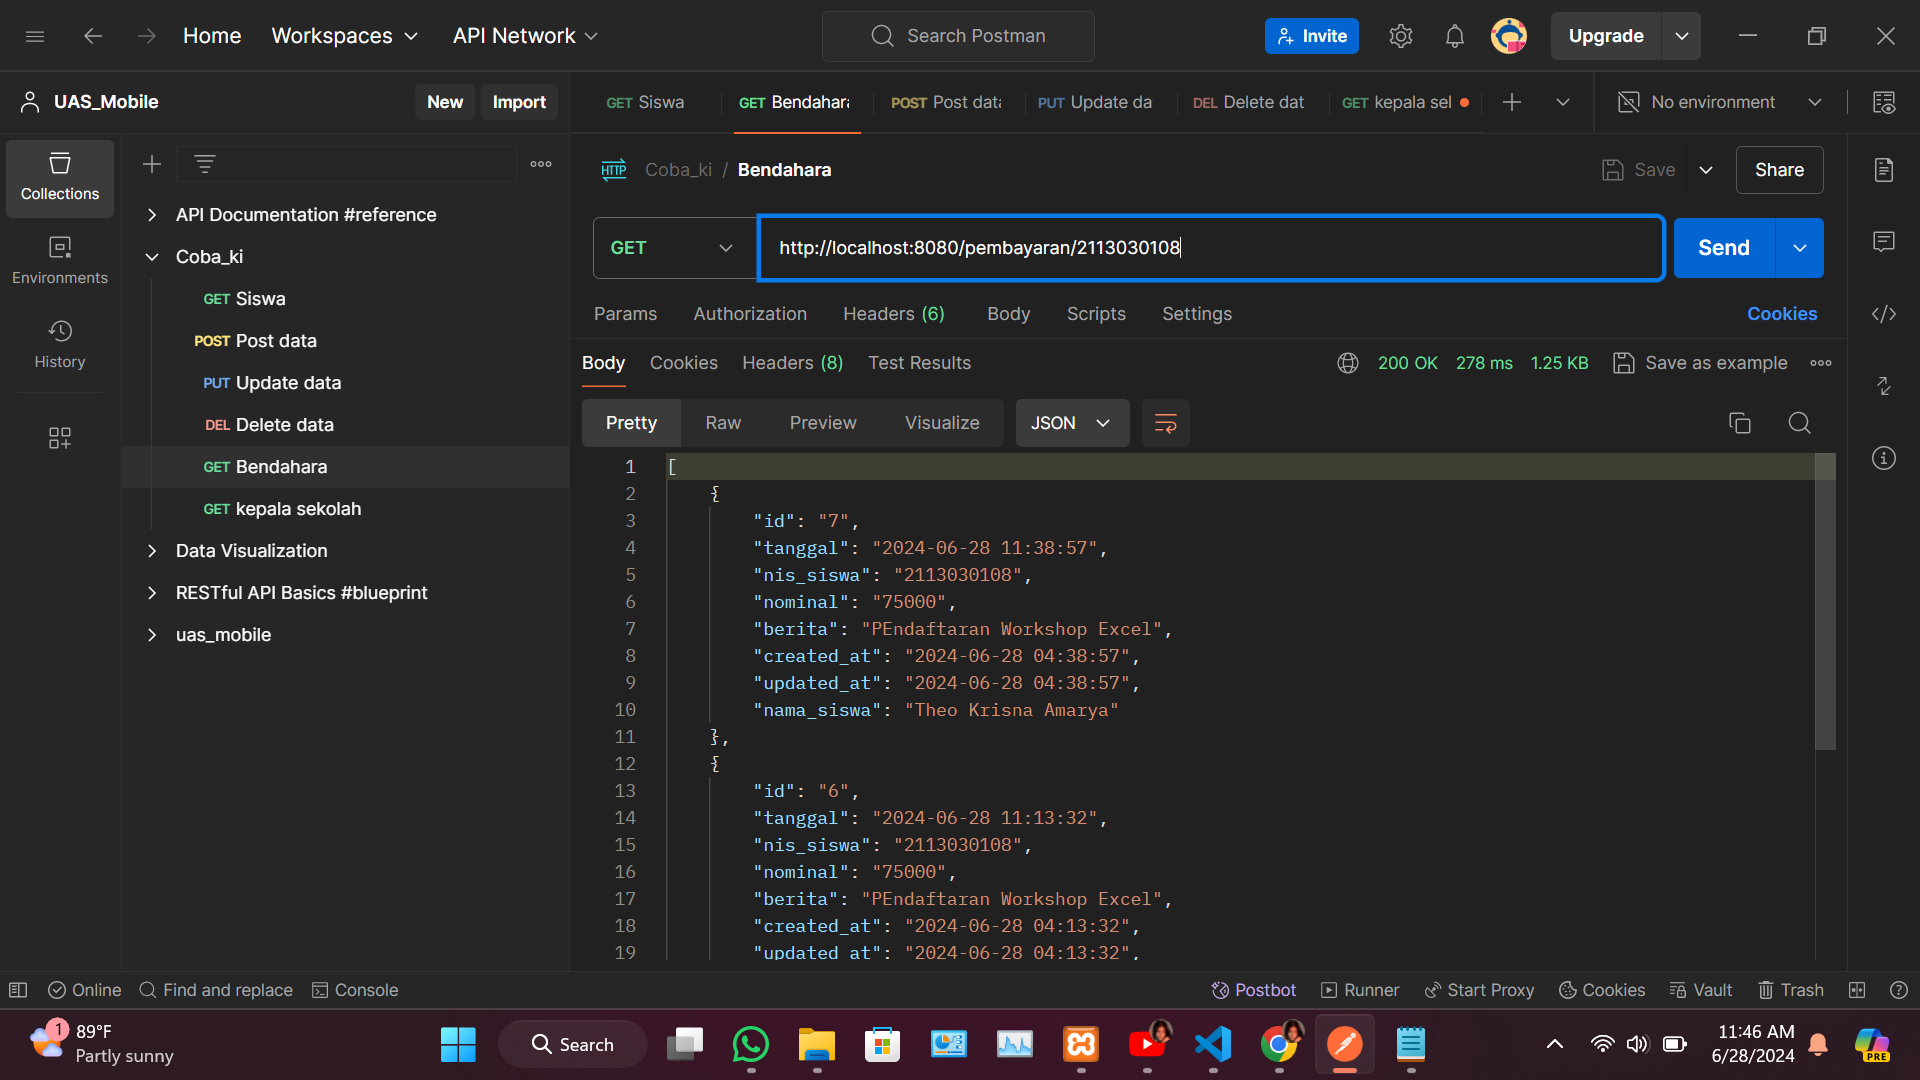 Home Workspaces API Network Search Postman Invite Upgrade
UAS_Mobile New Import GET Siswa GET Bendahar POST Post dat PUT Update da DEL Delete dat GET kepala sel No environment
Collections
Environments
History
API Documentation #reference
Coba_ki
GET Siswa
POST Post data
PUT Update data
DEL Delete data
GET Bendahara
GET kepala sekolah
Data Visualization
RESTful API Basics #blueprint
uas_mobile
HTTP Coba_ki / Bendahara Save Share
GET http://localhost:8080/pembayaran/2113030108 Send
Params Authorization Headers (6) Body Scripts Settings Cookies
Body Cookies Headers (8) Test Results 200 OK 278 ms 1.25 KB Save as example
Pretty Raw Preview Visualize JSON
1 [
2 {
3 "id": "7",
4 "tanggal": "2024-06-28 11:38:57",
5 "nis_siswa": "2113030108",
6 "nominal": "75000",
7 "berita": "PEndaftaran Workshop Excel",
8 "created_at": "2024-06-28 04:38:57",
9 "updated_at": "2024-06-28 04:38:57",
10 "nama_siswa": "Theo Krisna Amarya"
11 },
12 {
13 "id": "6",
14 "tanggal": "2024-06-28 11:13:32",
15 "nis_siswa": "2113030108",
16 "nominal": "75000",
17 "berita": "PEndaftaran Workshop Excel",
18 "created_at": "2024-06-28 04:13:32",
19 "updated_at": "2024-06-28 04:13:32",
Online Find and replace Console Postbot Runner Start Proxy Cookies Vault Trash
1 89°F
Partly sunny
Search
11:46 AM
6/28/2024
PRE